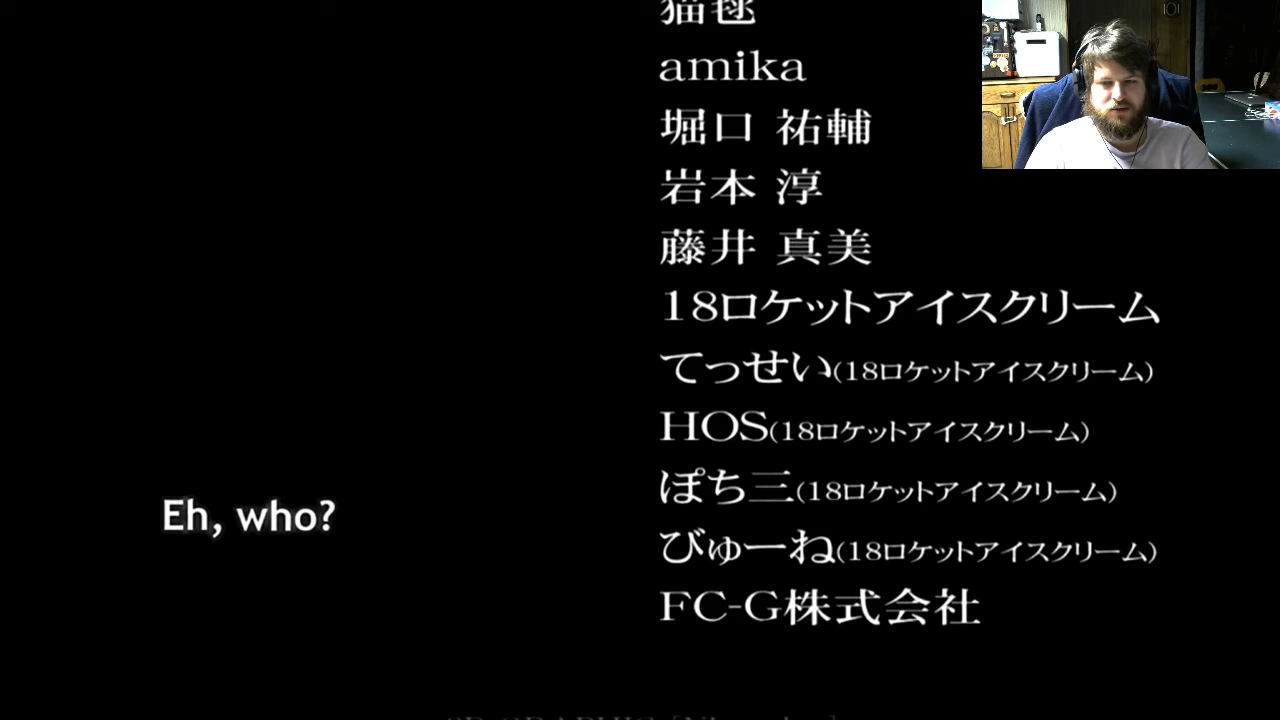 猫毬
amika
堀口 祐輔
岩本 淳
藤井 真美
18ロケットアイスクリーム
てっせい(18ロケットアイスクリーム)
HOS(18ロケットアイスクリーム)
Eh, who?
ぽち三(18ロケットアイスクリーム)
びゅーね(18ロケットアイスクリーム)
FC-G株式会社